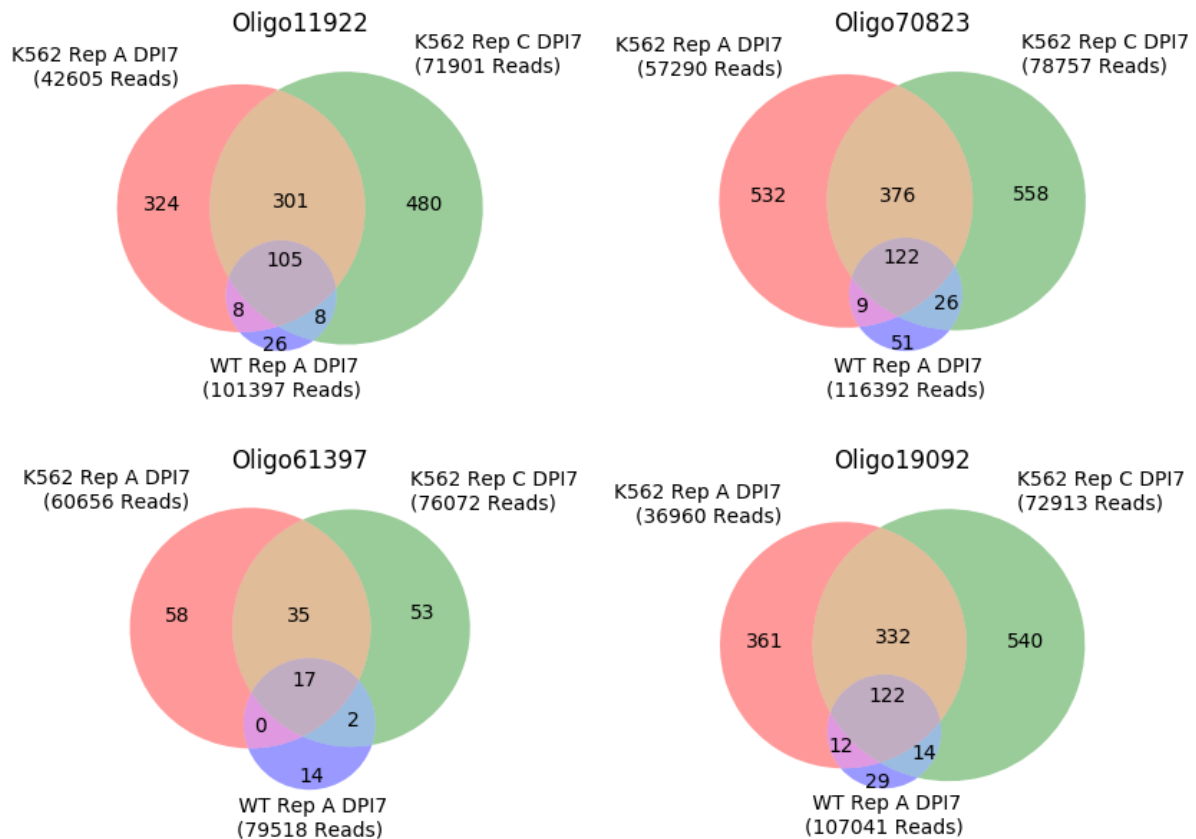 Oligo11922
K562 Rep A DPI7
(42605 Reads)
K562 Rep C DPI7
(71901 Reads)
324
301
480
105
8
8
26
WT Rep A DPI7
(101397 Reads)
Oligo70823
K562 Rep A DPI7
(57290 Reads)
K562 Rep C DPI7
(78757 Reads)
532
376
558
122
9
26
51
WT Rep A DPI7
(116392 Reads)
Oligo61397
K562 Rep A DPI7
(60656 Reads)
K562 Rep C DPI7
(76072 Reads)
58
35
53
17
0
2
14
WT Rep A DPI7
(79518 Reads)
Oligo19092
K562 Rep A DPI7
(36960 Reads)
K562 Rep C DPI7
(72913 Reads)
361
332
540
122
12
14
29
WT Rep A DPI7
(107041 Reads)